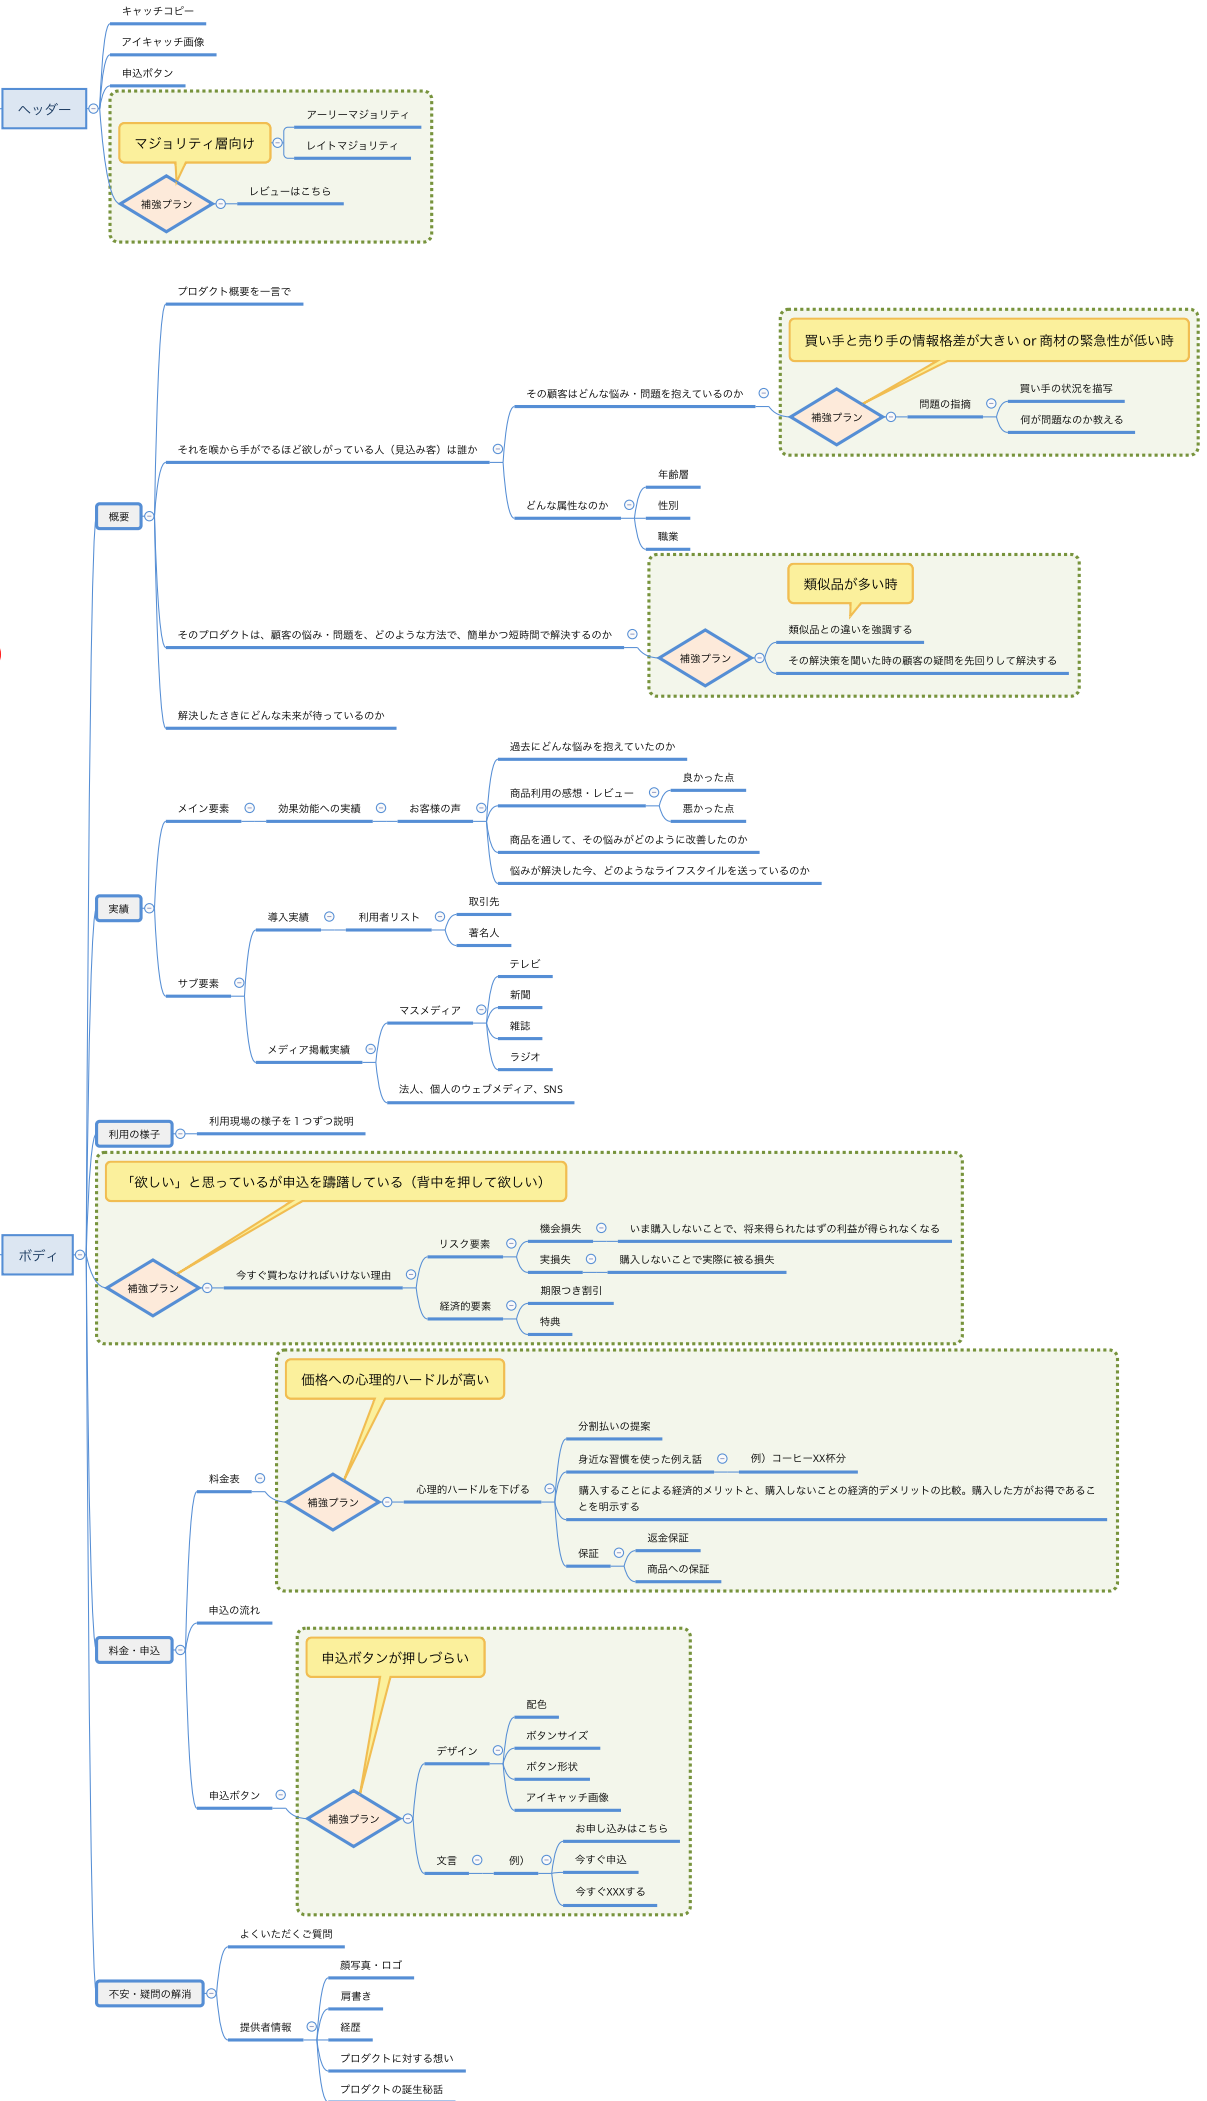 キャッチコピー
アイキャッチ画像
申込ボタン
ヘッダー
アーリーマジョリティ
マジョリティ層向け
レイトマジョリティ
レビューはこちら
補強プラン
プロダクト概要を一言で
買い手と売り手の情報格差が大きい or 商材の緊急性が低い時
その顧客はどんな悩み・問題を抱えているのか
買い手の状況を描写
問題の指摘
補強プラン
何が問題なのか教える
それを喉から手がでるほど欲しがっている人（見込み客）は誰か
年齢層
どんな属性なのか
性別
概要
職業
類似品が多い時
類似品との違いを強調する
そのプロダクトは、顧客の悩み・問題を、どのような方法で、簡単かつ短時間で解決するのか
補強プラン
その解決策を聞いた時の顧客の疑問を先回りして解決する
解決したさきにどんな未来が待っているのか
過去にどんな悩みを抱えていたのか
良かった点
商品利用の感想・レビュー
メイン要素
効果効能への実績
お客様の声
悪かった点
商品を通して、その悩みがどのように改善したのか
悩みが解決した今、どのようなライフスタイルを送っているのか
実績
取引先
導入実績
利用者リスト
著名人
サブ要素
テレビ
新聞
マスメディア
雑誌
メディア掲載実績
ラジオ
法人、個人のウェブメディア、SNS
利用の様子
利用現場の様子を１つずつ説明
「欲しい」と思っているが申込を躊躇している（背中を押して欲しい）
機会損失
いま購入しないことで、将来得られたはずの利益が得られなくなる
リスク要素
ボディ
実損失
購入しないことで実際に被る損失
補強プラン
今すぐ買わなければいけない理由
期限つき割引
経済的要素
特典
価格への心理的ハードルが高い
分割払いの提案
身近な習慣を使った例え話
例）コーヒーXX杯分
料金表
補強プラン
心理的ハードルを下げる
購入することによる経済的メリットと、購入しないことの経済的デメリットの比較。購入した方がお得であるこ
とを明示する
返金保証
保証
商品への保証
申込の流れ
料金・申込
申込ボタンが押しづらい
配色
ボタンサイズ
デザイン
ボタン形状
アイキャッチ画像
申込ボタン
補強プラン
お申し込みはこちら
文言
例）
今すぐ申込
今すぐXXXする
よくいただくご質問
不安・疑問の解消
顔写真・ロゴ
肩書き
提供者情報
経歴
プロダクトに対する想い
プロダクトの誕生秘話